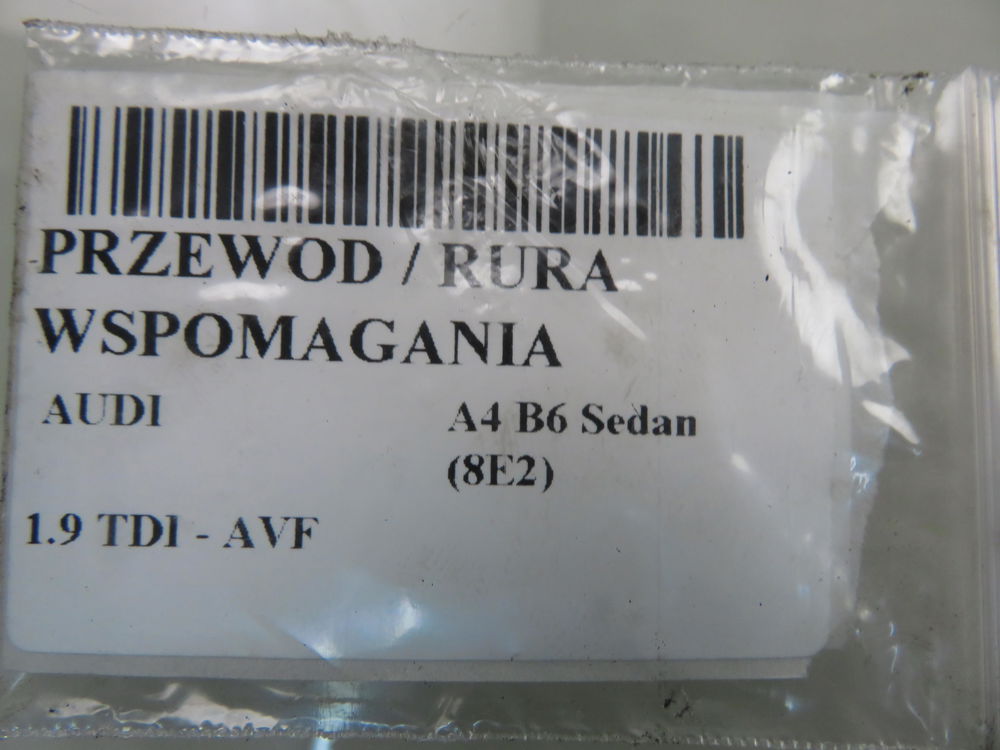 PRZEWOD / RURA
WSPOMAGANIA
AUDI A4 B6 Sedan
(8E2)
1.9 TDI - AVF